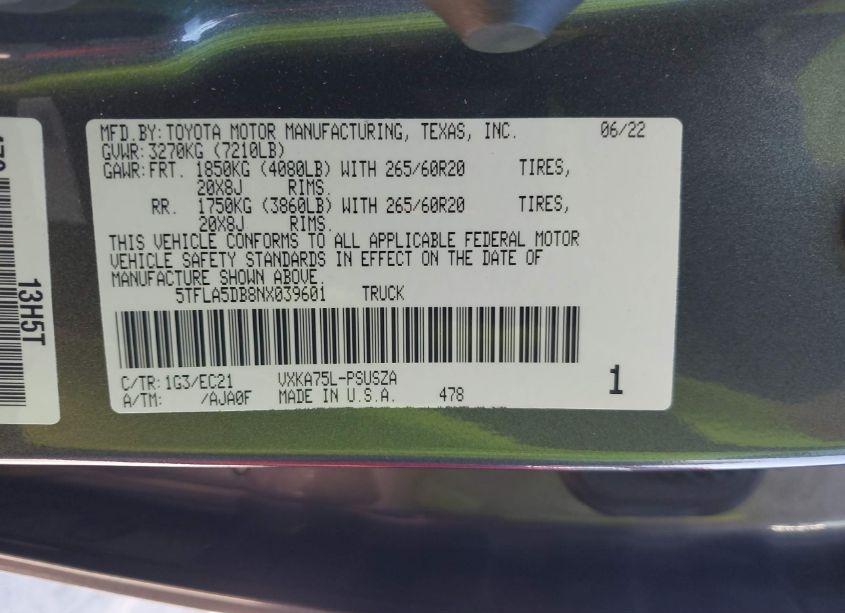 MFD.BY:TOYOTA MOTOR MANUFACTURING, TEXAS, INC. 06/22
GVWR:3270KG (7210LB)
GAWR:FRT. 1850KG (4080LB) WITH 265/60R20 TIRES,
20X8J RIMS.
RR. 1750KG (3860LB) WITH 265/60R20 TIRES,
20X8J RIMS.
THIS VEHICLE CONFORMS TO ALL APPLICABLE FEDERAL MOTOR
VEHICLE SAFETY STANDARDS IN EFFECT ON THE DATE OF
MANUFACTURE SHOWN ABOVE.
5TFLA5DB8NX039601 TRUCK
C/TR:1G3/EC21 VXKA75L-PSUSZA
A/TM: /AJA0F MADE IN U.S.A. 478
1
13H5T